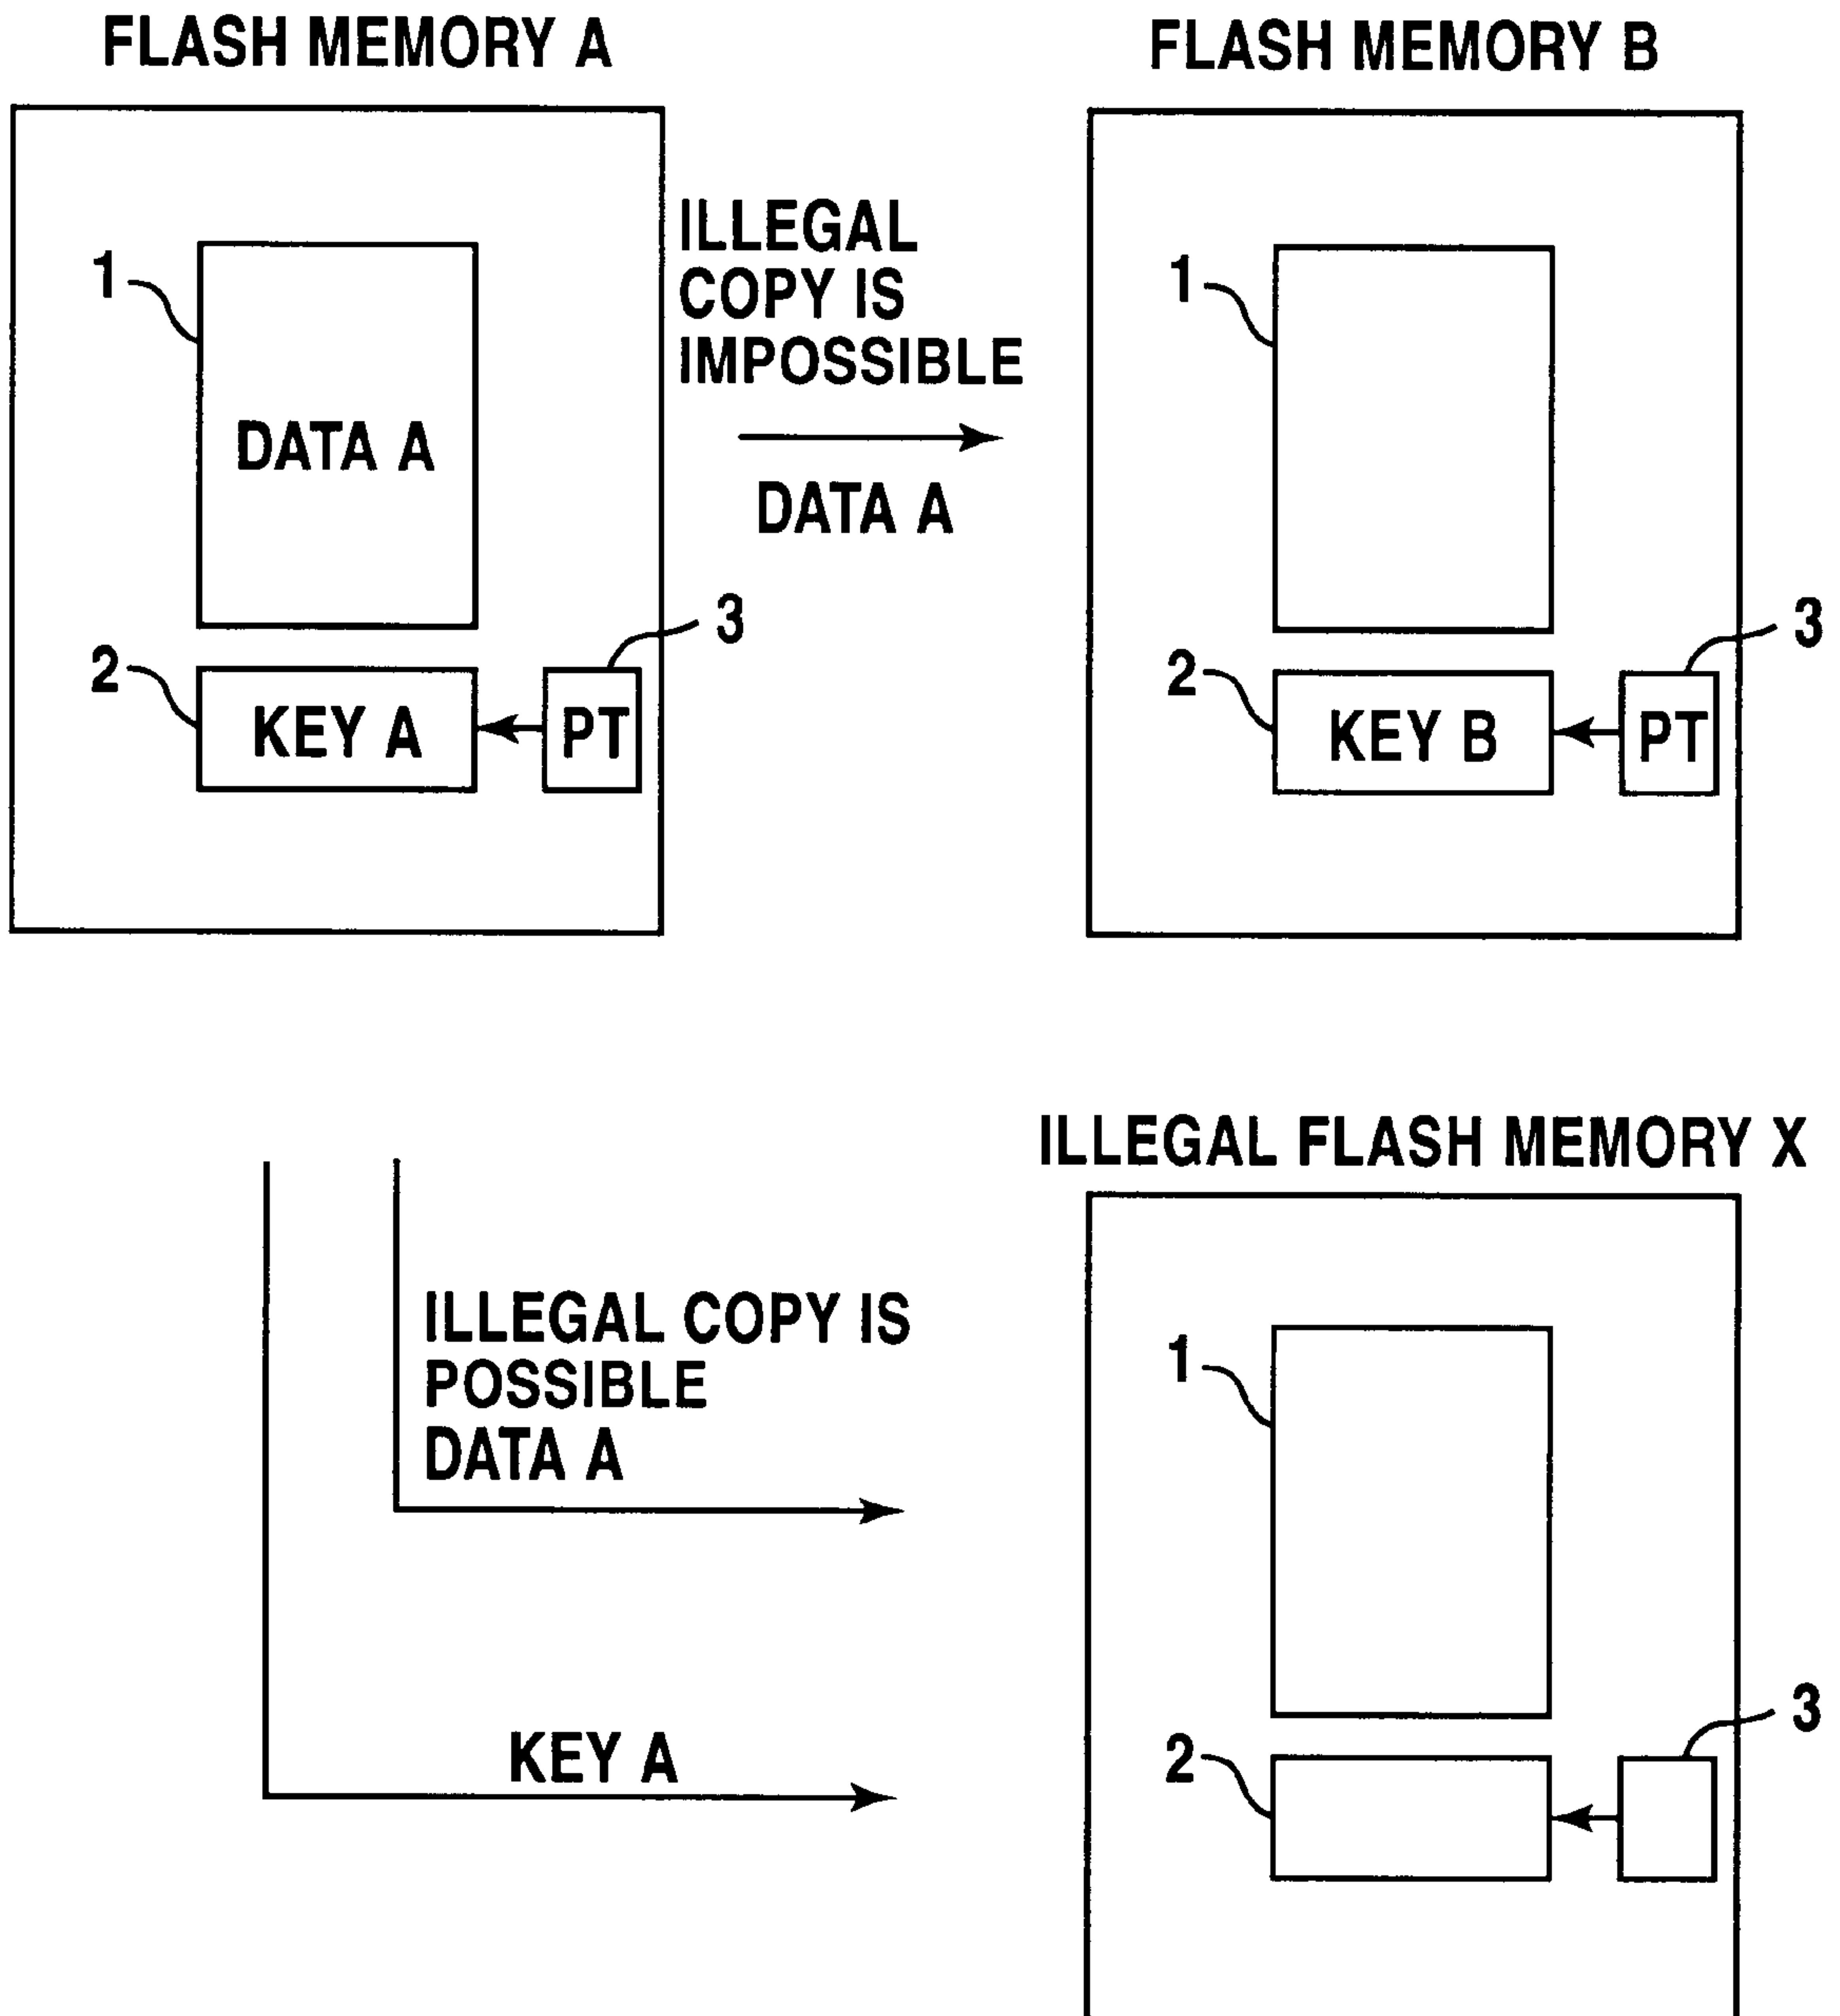 FLASH MEMORY A
1
DATA A
2
KEY A
PT
3
ILLEGAL
COPY IS
IMPOSSIBLE
DATA A
FLASH MEMORY B
1
2
KEY B
PT
3
ILLEGAL COPY IS
POSSIBLE
DATA A
KEY A
ILLEGAL FLASH MEMORY X
1
2
3